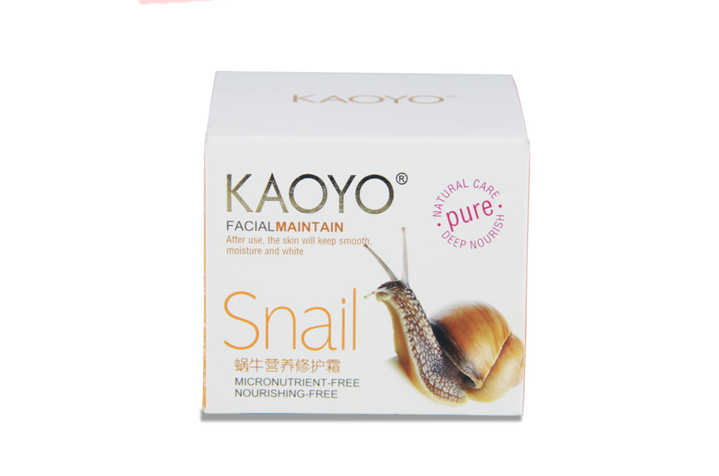 KAOYO®
KAOYO®
FACIALMAINTAIN
After use, the skin will keep smooth,
moisture and white
NATURAL CARE
pure
DEEP NOURISH
Snail
蜗牛营养修护霜
MICRONUTRIENT-FREE
NOURISHING-FREE